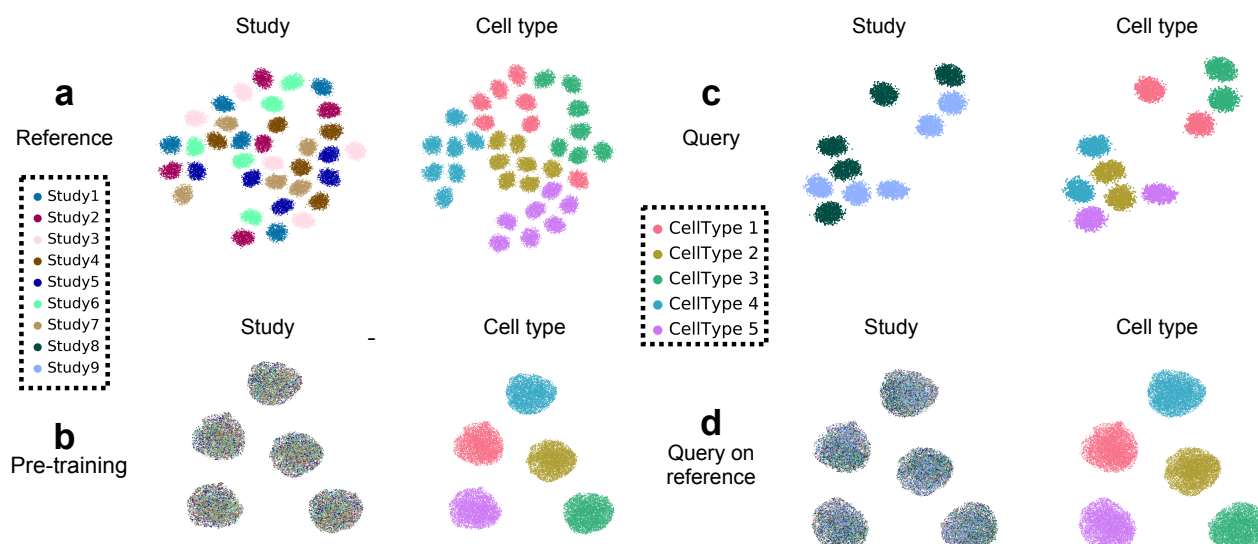 Study
Cell type
a
Reference
Study1
Study2
Study3
Study4
Study5
Study6
Study7
Study8
Study9
Study
Cell type
b
Pre-training
Study
Cell type
c
Query
CellType 1
CellType 2
CellType 3
CellType 4
CellType 5
Study
Cell type
d
Query on
reference